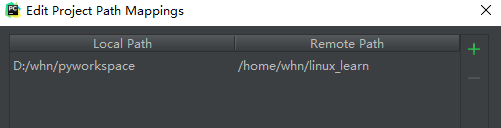 Edit Project Path Mappings
Local Path Remote Path
D:/whn/pyworkspace /home/whn/linux_learn